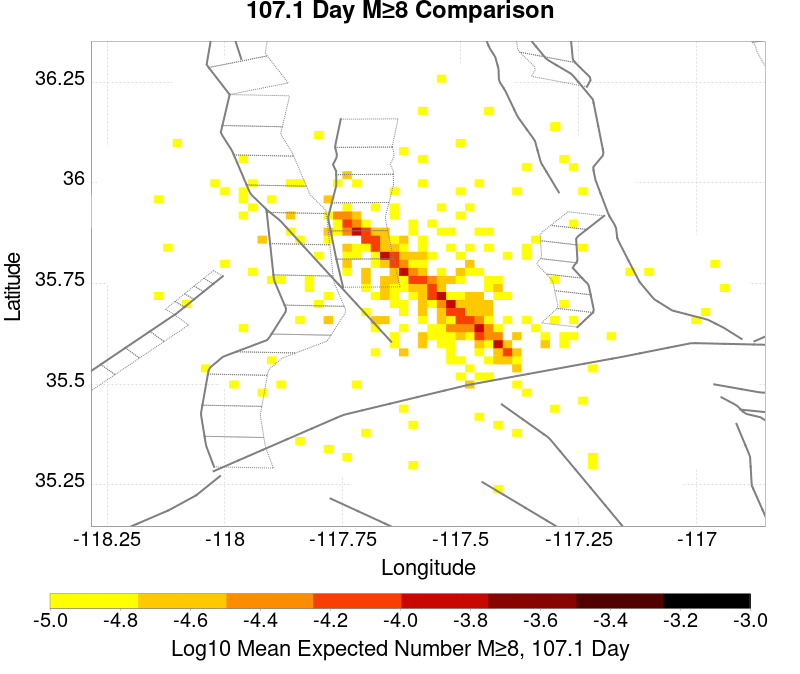 107.1 Day M≥8 Comparison
36.25
36
35.75
35.5
35.25
Latitude
-118.25 -118 -117.75 -117.5 -117.25 -117
Longitude
-5.0 -4.8 -4.6 -4.4 -4.2 -4.0 -3.8 -3.6 -3.4 -3.2 -3.0
Log10 Mean Expected Number M≥8, 107.1 Day